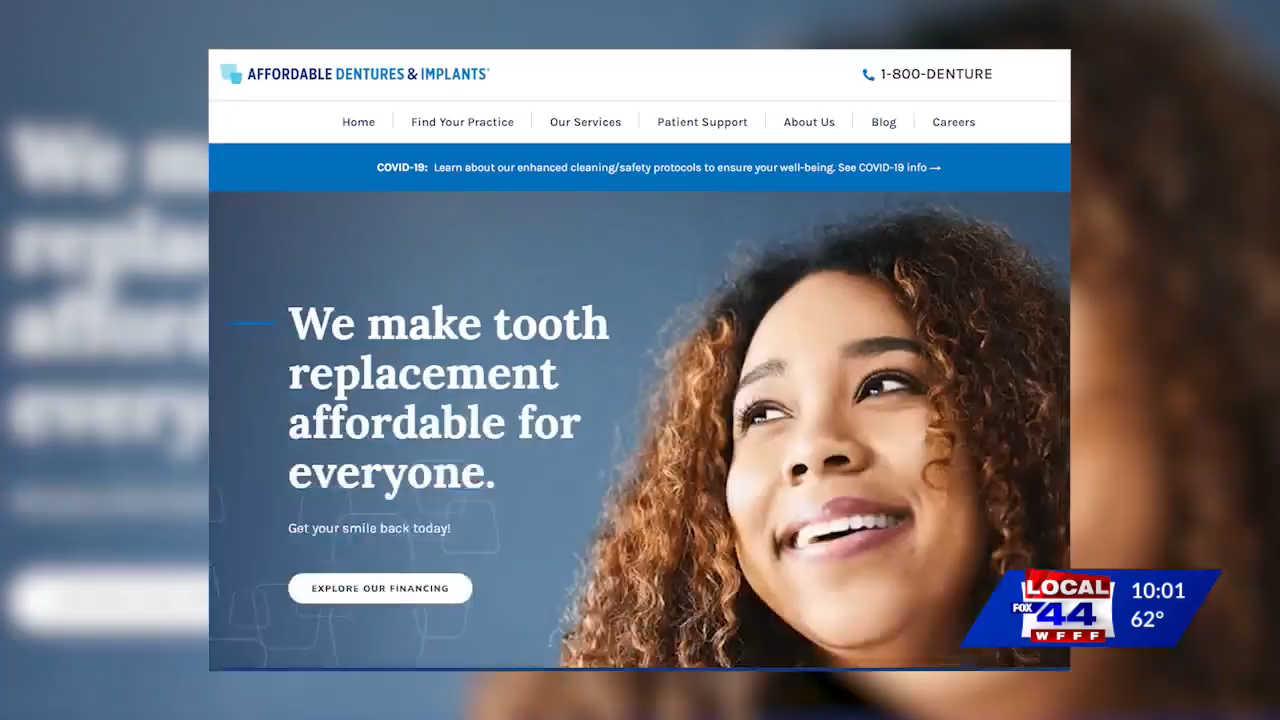 AFFORDABLE DENTURES & IMPLANTS
1-800-DENTURE
Home
Find Your Practice
Our Services
Patient Support
About Us
Blog
Careers
COVID-19: Learn about our enhanced cleaning/safety protocols to ensure your well-being. See COVID-19 info →
We make tooth
replacement
affordable for
everyone.
Get your smile back today!
EXPLORE OUR FINANCING
LOCAL
FOX 44
WFFF
10:01
62°